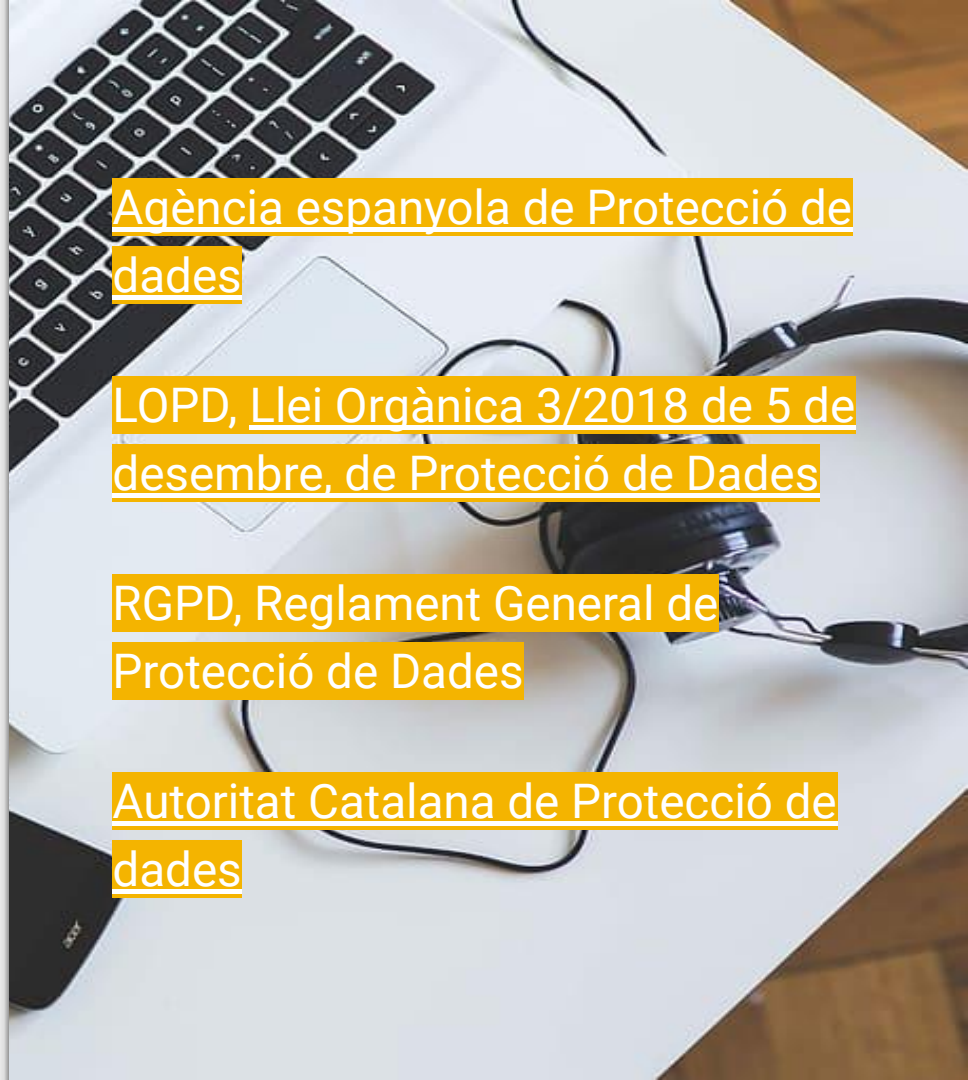 Agència espanyola de Protecció de
dades
LOPD, Llei Orgànica 3/2018 de 5 de
desembre, de Protecció de Dades
RGPD, Reglament General de
Protecció de Dades
Autoritat Catalana de Protecció de
dades
acer